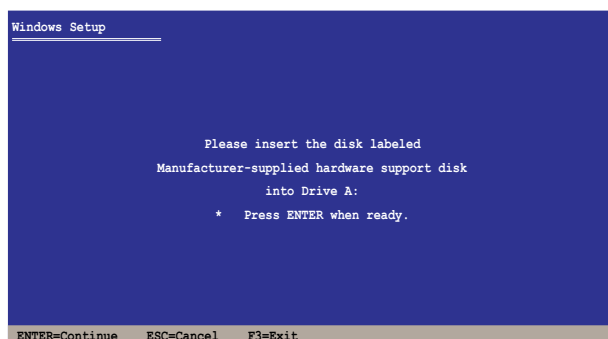 Windows Setup
Please insert the disk labeled
Manufacturer-supplied hardware support disk
into Drive A:
* Press ENTER when ready.
ENTER=Continue ESC=Cancel F3=Exit